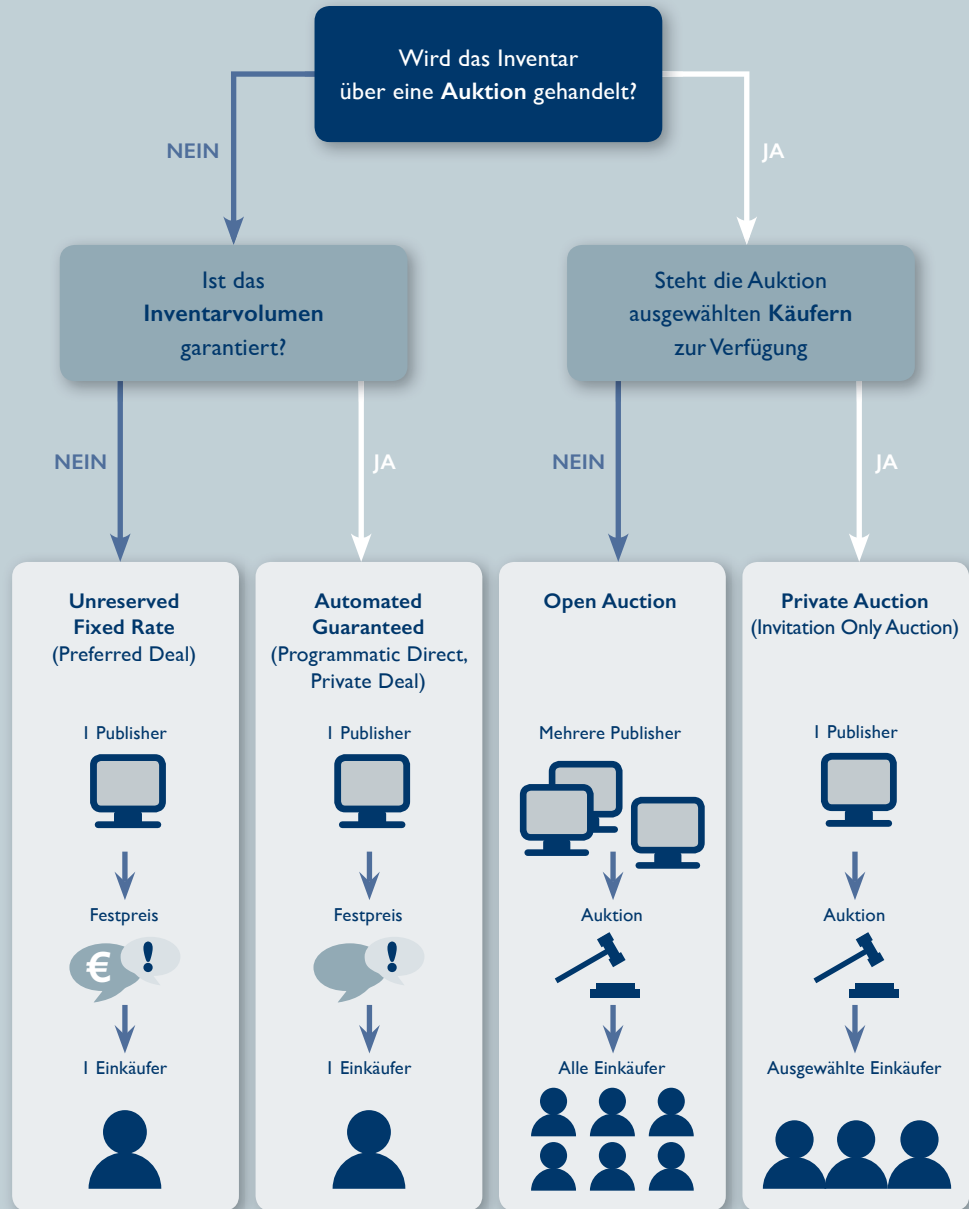 Wird das Inventar
über eine Auktion gehandelt?
NEIN
JA
Ist das
Inventarvolumen
garantiert?
Steht die Auktion
ausgewählten Käufern
zur Verfügung
NEIN
JA
NEIN
JA
Unreserved
Fixed Rate
(Preferred Deal)
1 Publisher
Festpreis
€ !
1 Einkäufer
Automated
Guaranteed
(Programmatic Direct,
Private Deal)
1 Publisher
Festpreis
!
1 Einkäufer
Open Auction
Mehrere Publisher
Auktion
Alle Einkäufer
Private Auction
(Invitation Only Auction)
1 Publisher
Auktion
Ausgewählte Einkäufer